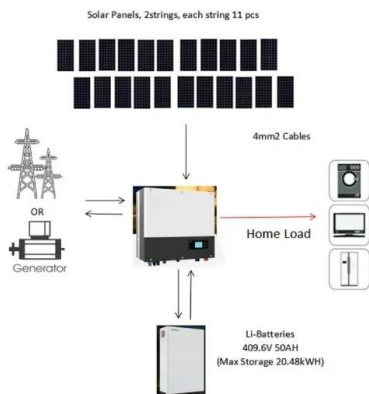 Solar Panels, 2strings, each string 11 pcs
4mm2 Cables
OR
Generator
Home Load
Li-Batteries
409.6V 50AH
(Max Storage 20.48kWH)